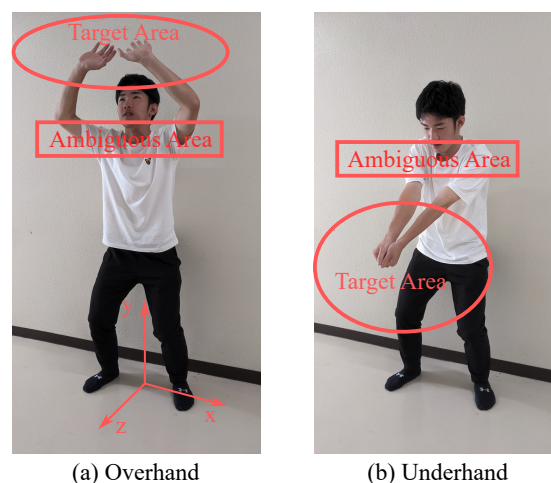 Target Area
Ambiguous Area
y
x
z
(a) Overhand
Ambiguous Area
Target Area
(b) Underhand